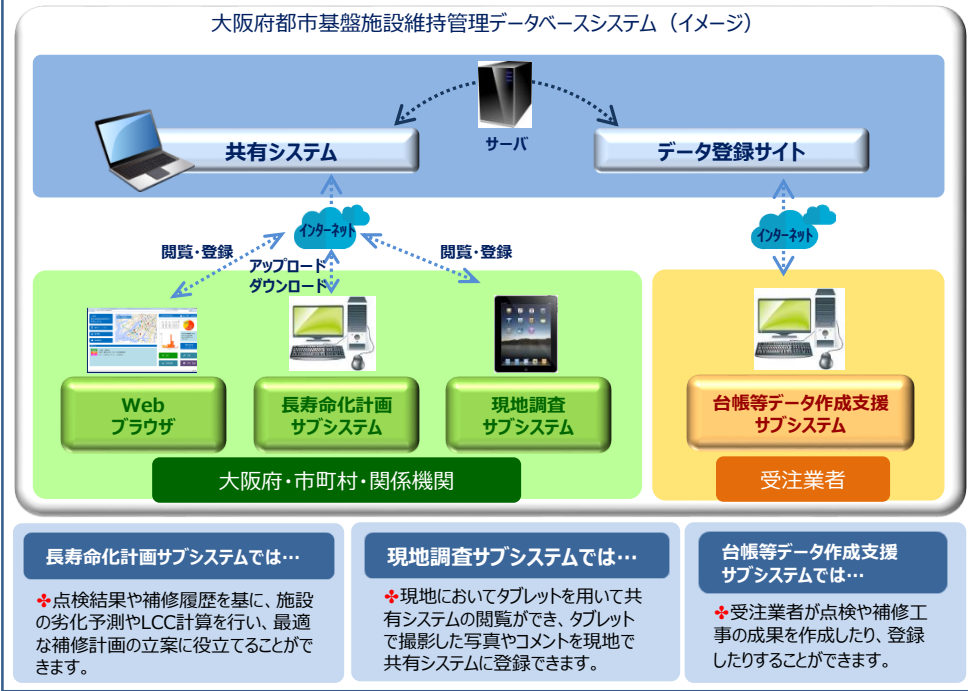 大阪府都市基盤施設維持管理データベースシステム（イメージ）
サーバ
共有システム
データ登録サイト
インターネット
インターネット
閲覧・登録
アップロード
ダウンロード
閲覧・登録
Web
ブラウザ
長寿命化計画
サブシステム
現地調査
サブシステム
台帳等データ作成支援
サブシステム
大阪府・市町村・関係機関
受注業者
長寿命化計画サブシステムでは…
✤点検結果や補修履歴を基に、施設
の劣化予測やLCC計算を行い、最適
な補修計画の立案に役立てることがで
きます。
現地調査サブシステムでは…
✤現地においてタブレットを用いて共
有システムの閲覧ができ、タブレット
で撮影した写真やコメントを現地で
共有システムに登録できます。
台帳等データ作成支援
サブシステムでは…
✤受注業者が点検や補修工
事の成果を作成したり、登録
したりすることができます。